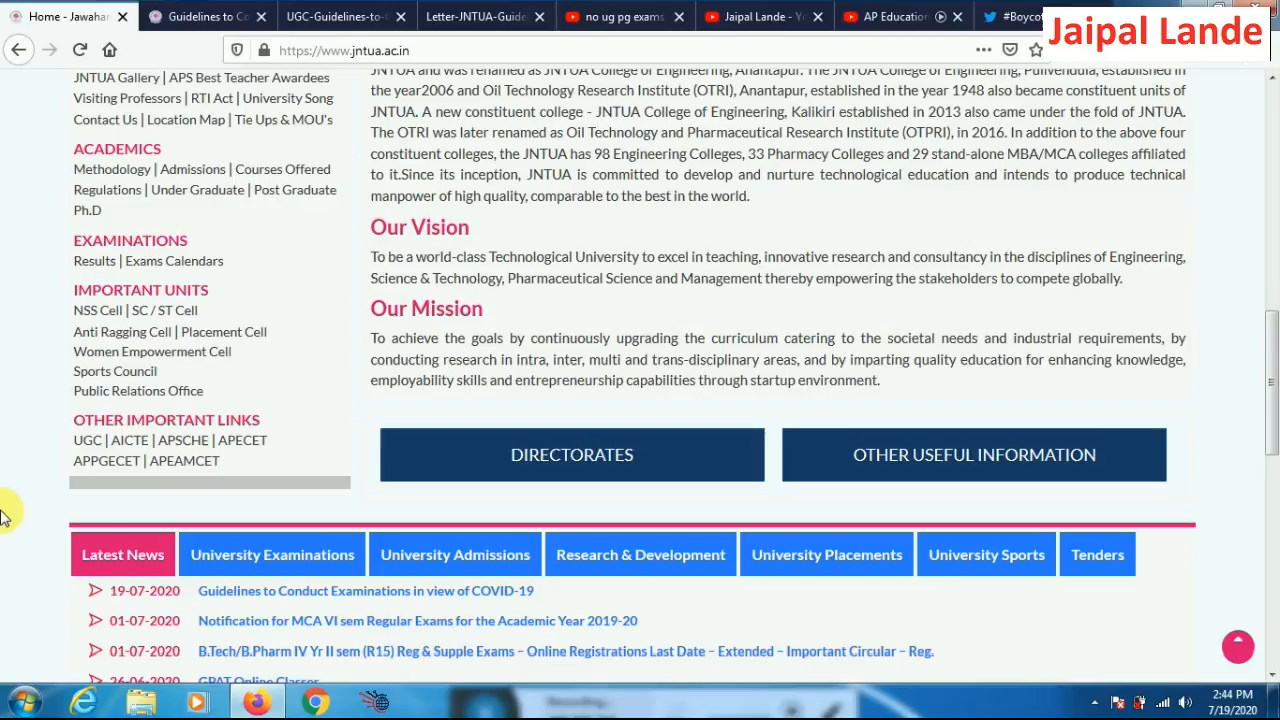 Home - Jawahar
Guidelines to Co
UGC-Guidelines-to-C
Letter-JNTUA-Guide
no ug pg exams
Jaipal Lande - Yo
AP Education
#Boycot
Jaipal Lande
https://www.jntua.ac.in
JNTUA Gallery | APS Best Teacher Awardees
Visiting Professors | RTI Act | University Song
Contact Us | Location Map | Tie Ups & MOU's
ACADEMICS
Methodology | Admissions | Courses Offered
Regulations | Under Graduate | Post Graduate
Ph.D
EXAMINATIONS
Results | Exams Calendars
IMPORTANT UNITS
NSS Cell | SC / ST Cell
Anti Ragging Cell | Placement Cell
Women Empowerment Cell
Sports Council
Public Relations Office
OTHER IMPORTANT LINKS
UGC | AICTE | APSCHE | APECET
APPGECET | APEAMCET
JNTUA and was renamed as JNTUA College of Engineering, Anantapur. The JNTUA College of Engineering, Pulivendula, established in
the year2006 and Oil Technology Research Institute (OTRI), Anantapur, established in the year 1948 also became constituent units of
JNTUA. A new constituent college - JNTUA College of Engineering, Kalikiri established in 2013 also came under the fold of JNTUA.
The OTRI was later renamed as Oil Technology and Pharmaceutical Research Institute (OTPRI), in 2016. In addition to the above four
constituent colleges, the JNTUA has 98 Engineering Colleges, 33 Pharmacy Colleges and 29 stand-alone MBA/MCA colleges affiliated
to it.Since its inception, JNTUA is committed to develop and nurture technological education and intends to produce technical
manpower of high quality, comparable to the best in the world.
Our Vision
To be a world-class Technological University to excel in teaching, innovative research and consultancy in the disciplines of Engineering,
Science & Technology, Pharmaceutical Science and Management thereby empowering the stakeholders to compete globally.
Our Mission
To achieve the goals by continuously upgrading the curriculum catering to the societal needs and industrial requirements, by
conducting research in intra, inter, multi and trans-disciplinary areas, and by imparting quality education for enhancing knowledge,
employability skills and entrepreneurship capabilities through startup environment.
DIRECTORATES
OTHER USEFUL INFORMATION
Latest News
University Examinations
University Admissions
Research & Development
University Placements
University Sports
Tenders
19-07-2020 Guidelines to Conduct Examinations in view of COVID-19
01-07-2020 Notification for MCA VI sem Regular Exams for the Academic Year 2019-20
01-07-2020 B.Tech/B.Pharm IV Yr II sem (R15) Reg & Supple Exams – Online Registrations Last Date – Extended – Important Circular – Reg.
26-06-2020 GPAT Online Classes
2:44 PM
7/19/2020